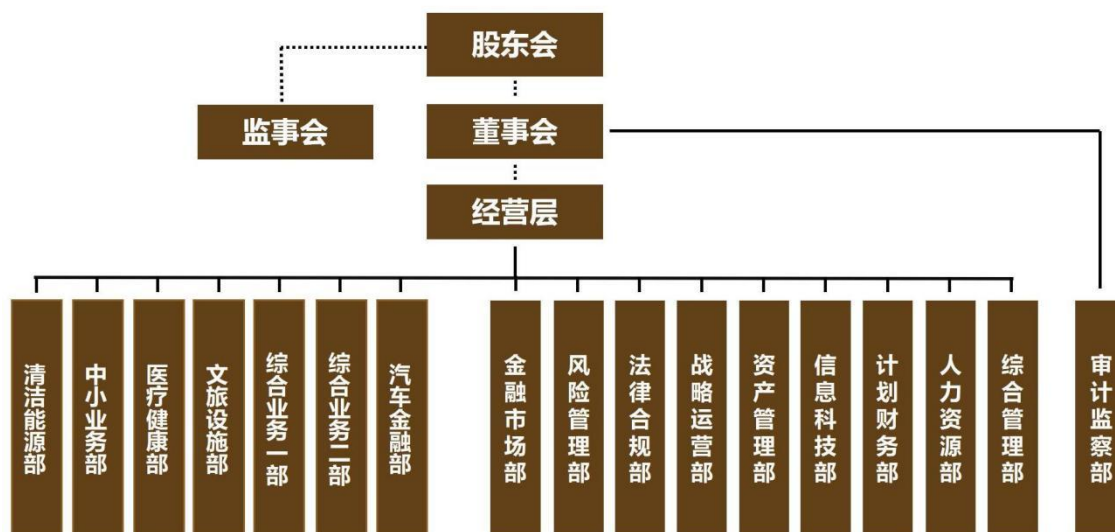 股东会
监事会
董事会
经营层
清洁能源部
中小业务部
医疗健康部
文旅设施部
综合业务一部
综合业务二部
汽车金融部
金融市场部
风险管理部
法律合规部
战略运营部
资产管理部
信息科技部
计划财务部
人力资源部
综合管理部
审计监察部